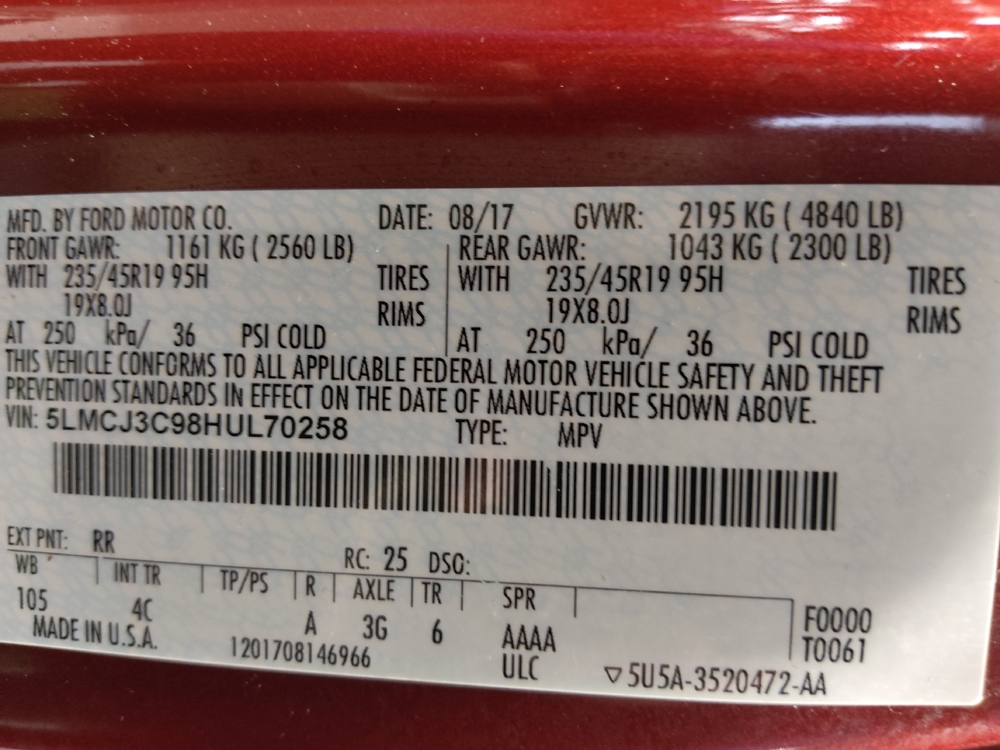 MFD. BY FORD MOTOR CO. DATE: 08/17 GVWR: 2195 KG ( 4840 LB)
FRONT GAWR: 1161 KG ( 2560 LB) REAR GAWR: 1043 KG ( 2300 LB)
WITH 235/45R19 95H TIRES WITH 235/45R19 95H TIRES
19X8.0J RIMS 19X8.0J RIMS
AT 250 kPa/ 36 PSI COLD AT 250 kPa/ 36 PSI COLD
THIS VEHICLE CONFORMS TO ALL APPLICABLE FEDERAL MOTOR VEHICLE SAFETY AND THEFT
PREVENTION STANDARDS IN EFFECT ON THE DATE OF MANUFACTURE SHOWN ABOVE.
VIN: 5LMCJ3C98HUL70258 TYPE: MPV
EXT PNT: RR RC: 25 DSO:
WB INT TR TP/PS R AXLE TR SPR
105 4C A 3G 6 AAAA F0000
MADE IN U.S.A. 1201708146966 ULC T0061
▽5U5A-3520472-AA